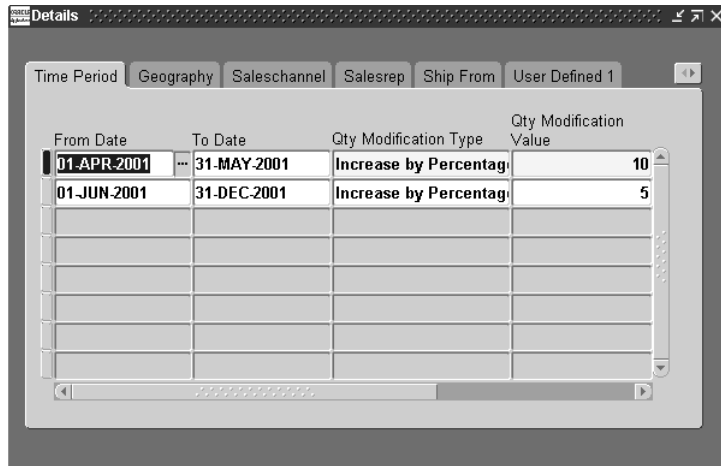 Details
Time Period Geography Saleschannel Salesrep Ship From User Defined 1
Qty Modification
From Date To Date Qty Modification Type Value
01-APR-2001 ... 31-MAY-2001 Increase by Percentag 10
01-JUN-2001 31-DEC-2001 Increase by Percentag 5